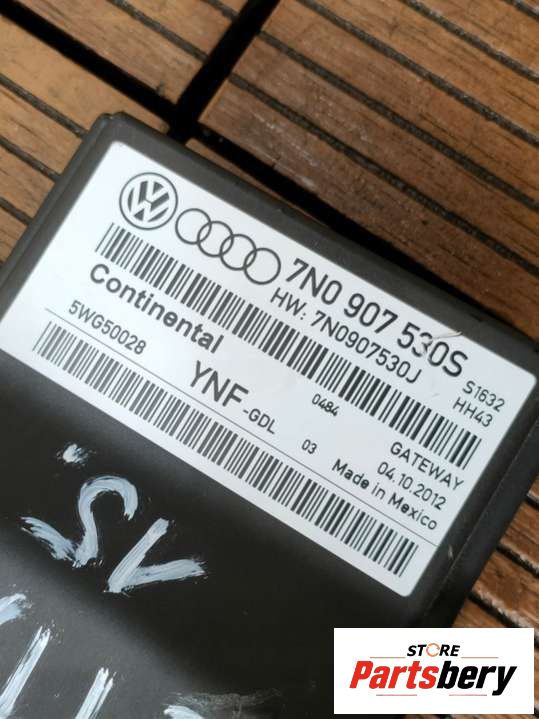 7N0 907 530S
HW: 7N0907530J
S1632
HH43
Continental
5WG50028
YNF-GDL
0484
03
GATEWAY
04.10.2012
Made in Mexico
STORE
Partsbery